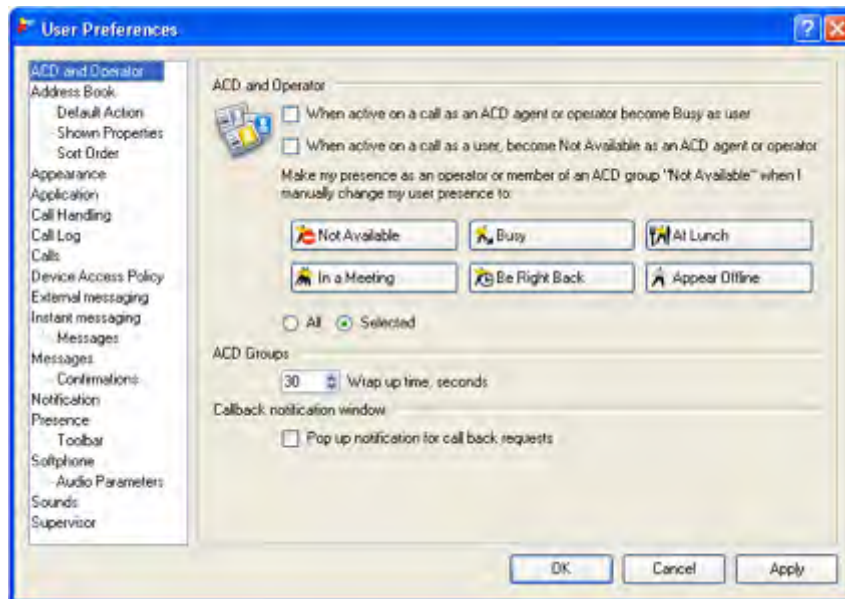 User Preferences
ACD and Operator
Address Book
Default Action
Shown Properties
Sort Order
Appearance
Application
Call Handling
Call Log
Calls
Device Access Policy
External messaging
Instant messaging
Messages
Messages
Confirmations
Notification
Presence
Toolbar
Softphone
Audio Parameters
Sounds
Supervisor
ACD and Operator
When active on a call as an ACD agent or operator become Busy as user
When active on a call as a user, become Not Available as an ACD agent or operator
Make my presence as an operator or member of an ACD group "Not Available" when I
manually change my user presence to:
Not Available Busy At Lunch
In a Meeting Be Right Back Appear Offline
All Selected
ACD Groups
30 Wrap up time, seconds
Callback notification window
Pop up notification for call back requests
OK Cancel Apply